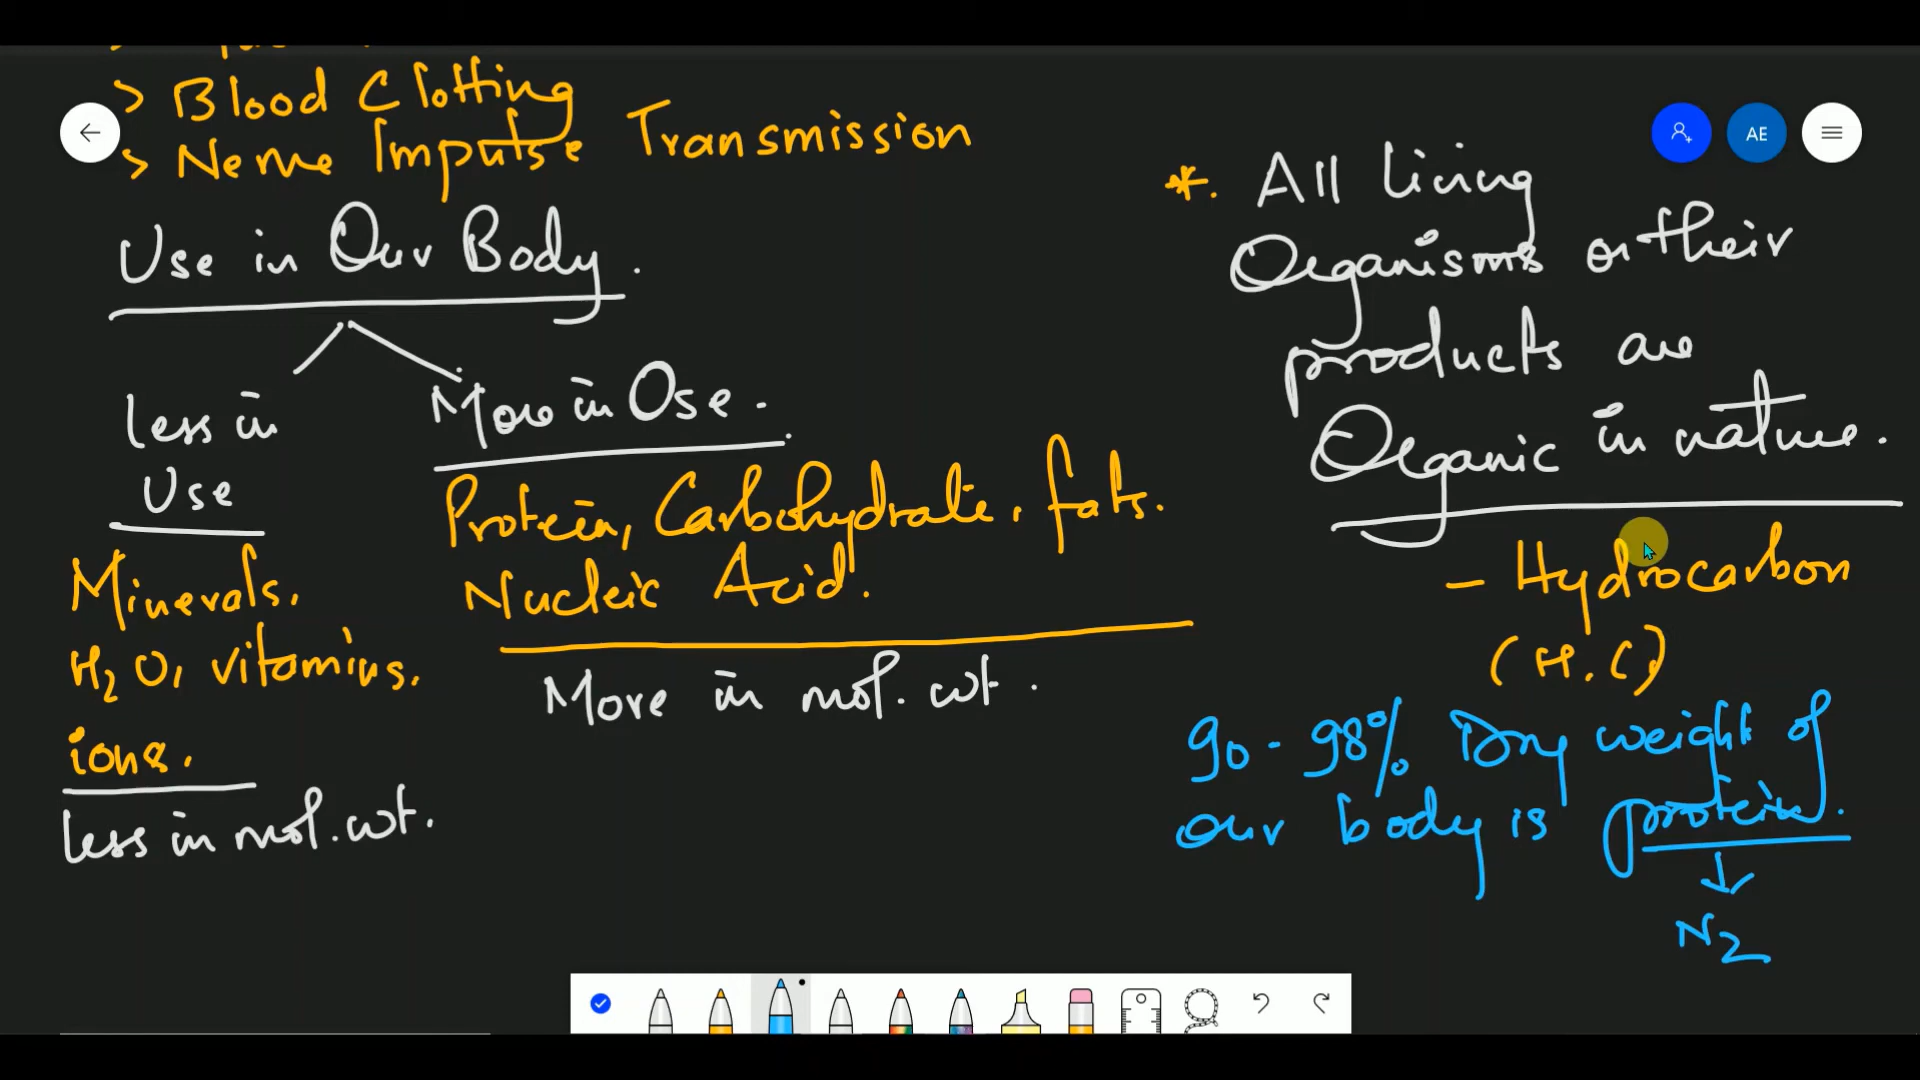 > Blood Clotting
> Nerve Impulse Transmission
Use in Our Body.
Less in
Use
Minerals.
H2O, vitamins.
ions.
Less in mol. wt.
More in Use.
Protein, Carbohydrate, fats.
Nucleic Acid.
More in mol. wt.
*. All living
Organisms or their
products are
Organic in nature.
- Hydrocarbon
(H.C)
90 - 98% Dry weight of
our body is protein.
↓
N2
AE